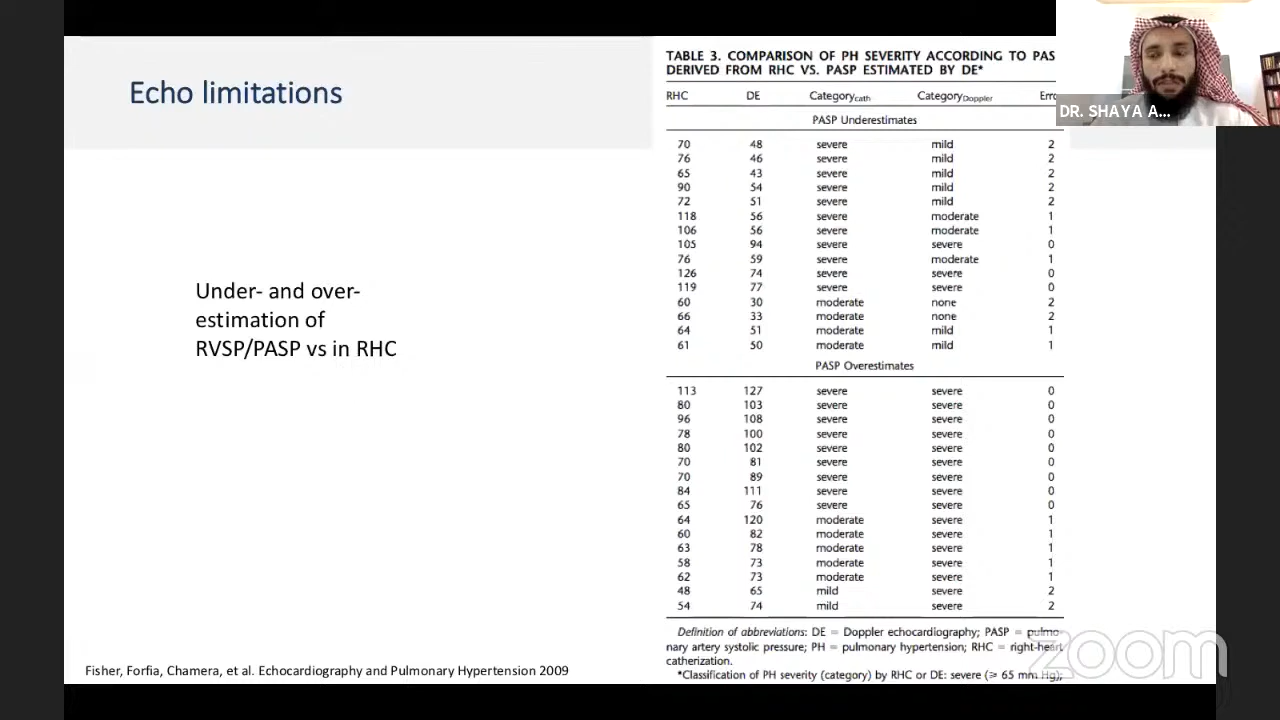 Echo limitations
Under- and over-
estimation of
RVSP/PASP vs in RHC
Fisher, Forfia, Chamera, et al. Echocardiography and Pulmonary Hypertension 2009
TABLE 3. COMPARISON OF PH SEVERITY ACCORDING TO PAS
DERIVED FROM RHC VS. PASP ESTIMATED BY DE*
RHC DE Category cath Category Doppler Erro
PASP Underestimates
70 48 severe mild 2
76 46 severe mild 2
65 43 severe mild 2
90 54 severe mild 2
72 51 severe mild 2
118 56 severe moderate 1
106 56 severe moderate 1
105 94 severe severe 0
76 59 severe moderate 1
126 74 severe severe 0
119 77 severe severe 0
60 30 moderate none 2
66 33 moderate none 2
64 51 moderate mild 1
61 50 moderate mild 1
PASP Overestimates
113 127 severe severe 0
80 103 severe severe 0
96 108 severe severe 0
78 100 severe severe 0
80 102 severe severe 0
70 81 severe severe 0
70 89 severe severe 0
84 111 severe severe 0
65 76 severe severe 0
64 120 moderate severe 1
60 82 moderate severe 1
63 78 moderate severe 1
58 73 moderate severe 1
62 73 moderate severe 1
48 65 mild severe 2
54 74 mild severe 2
Definition of abbreviations: DE = Doppler echocardiography; PASP = pulmo-
nary artery systolic pressure; PH = pulmonary hypertension; RHC = right-heart
catherization.
*Classification of PH severity (category) by RHC or DE: severe (≥ 65 mm Hg);
DR. SHAYA A...
zoom